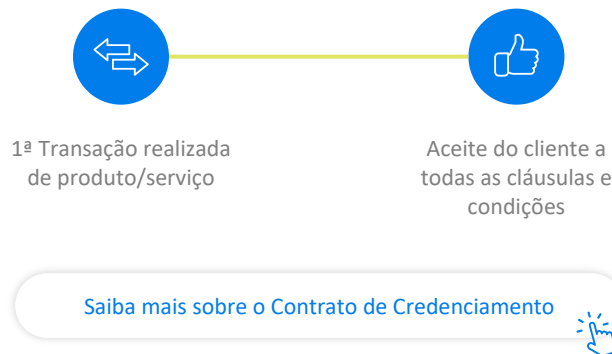 1ª Transação realizada
de produto/serviço
Aceite do cliente a
todas as cláusulas e
condições
Saiba mais sobre o Contrato de Credenciamento